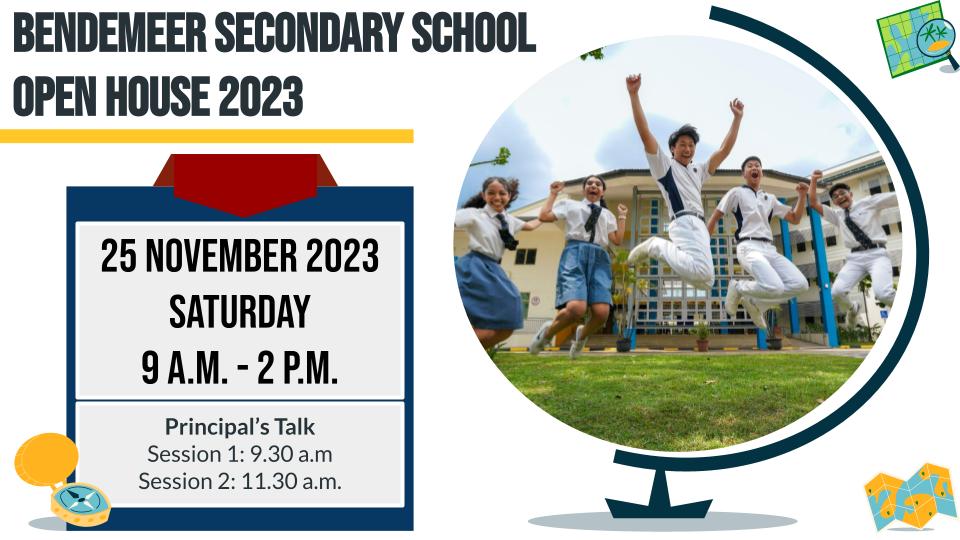 BENDEMEER SECONDARY SCHOOL
OPEN HOUSE 2023
25 NOVEMBER 2023
SATURDAY
9 A.M. - 2 P.M.
Principal's Talk
Session 1: 9.30 a.m
Session 2: 11.30 a.m.